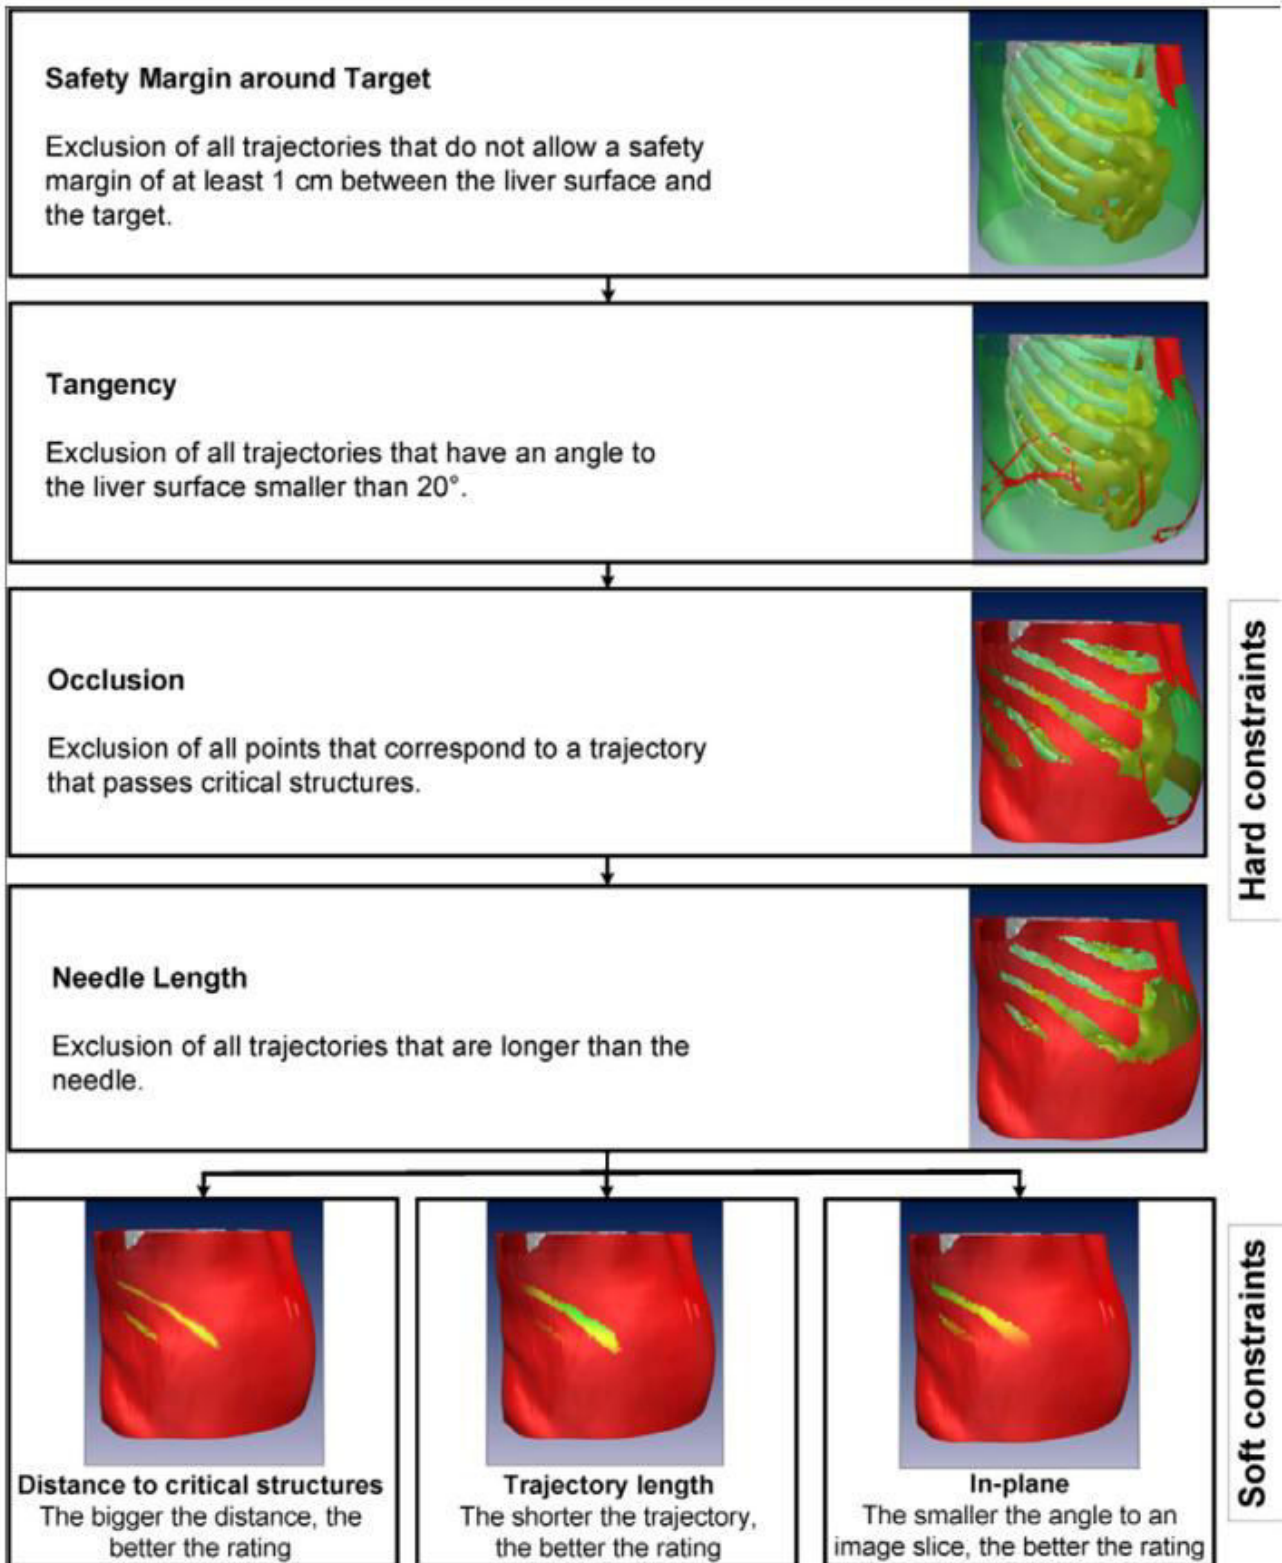 Safety Margin around Target
Exclusion of all trajectories that do not allow a safety
margin of at least 1 cm between the liver surface and
the target.
Tangency
Exclusion of all trajectories that have an angle to
the liver surface smaller than 20°.
Occlusion
Exclusion of all points that correspond to a trajectory
that passes critical structures.
Needle Length
Exclusion of all trajectories that are longer than the
needle.
Hard constraints
Distance to critical structures
The bigger the distance, the
better the rating
Trajectory length
The shorter the trajectory,
the better the rating
In-plane
The smaller the angle to an
image slice, the better the rating
Soft constraints